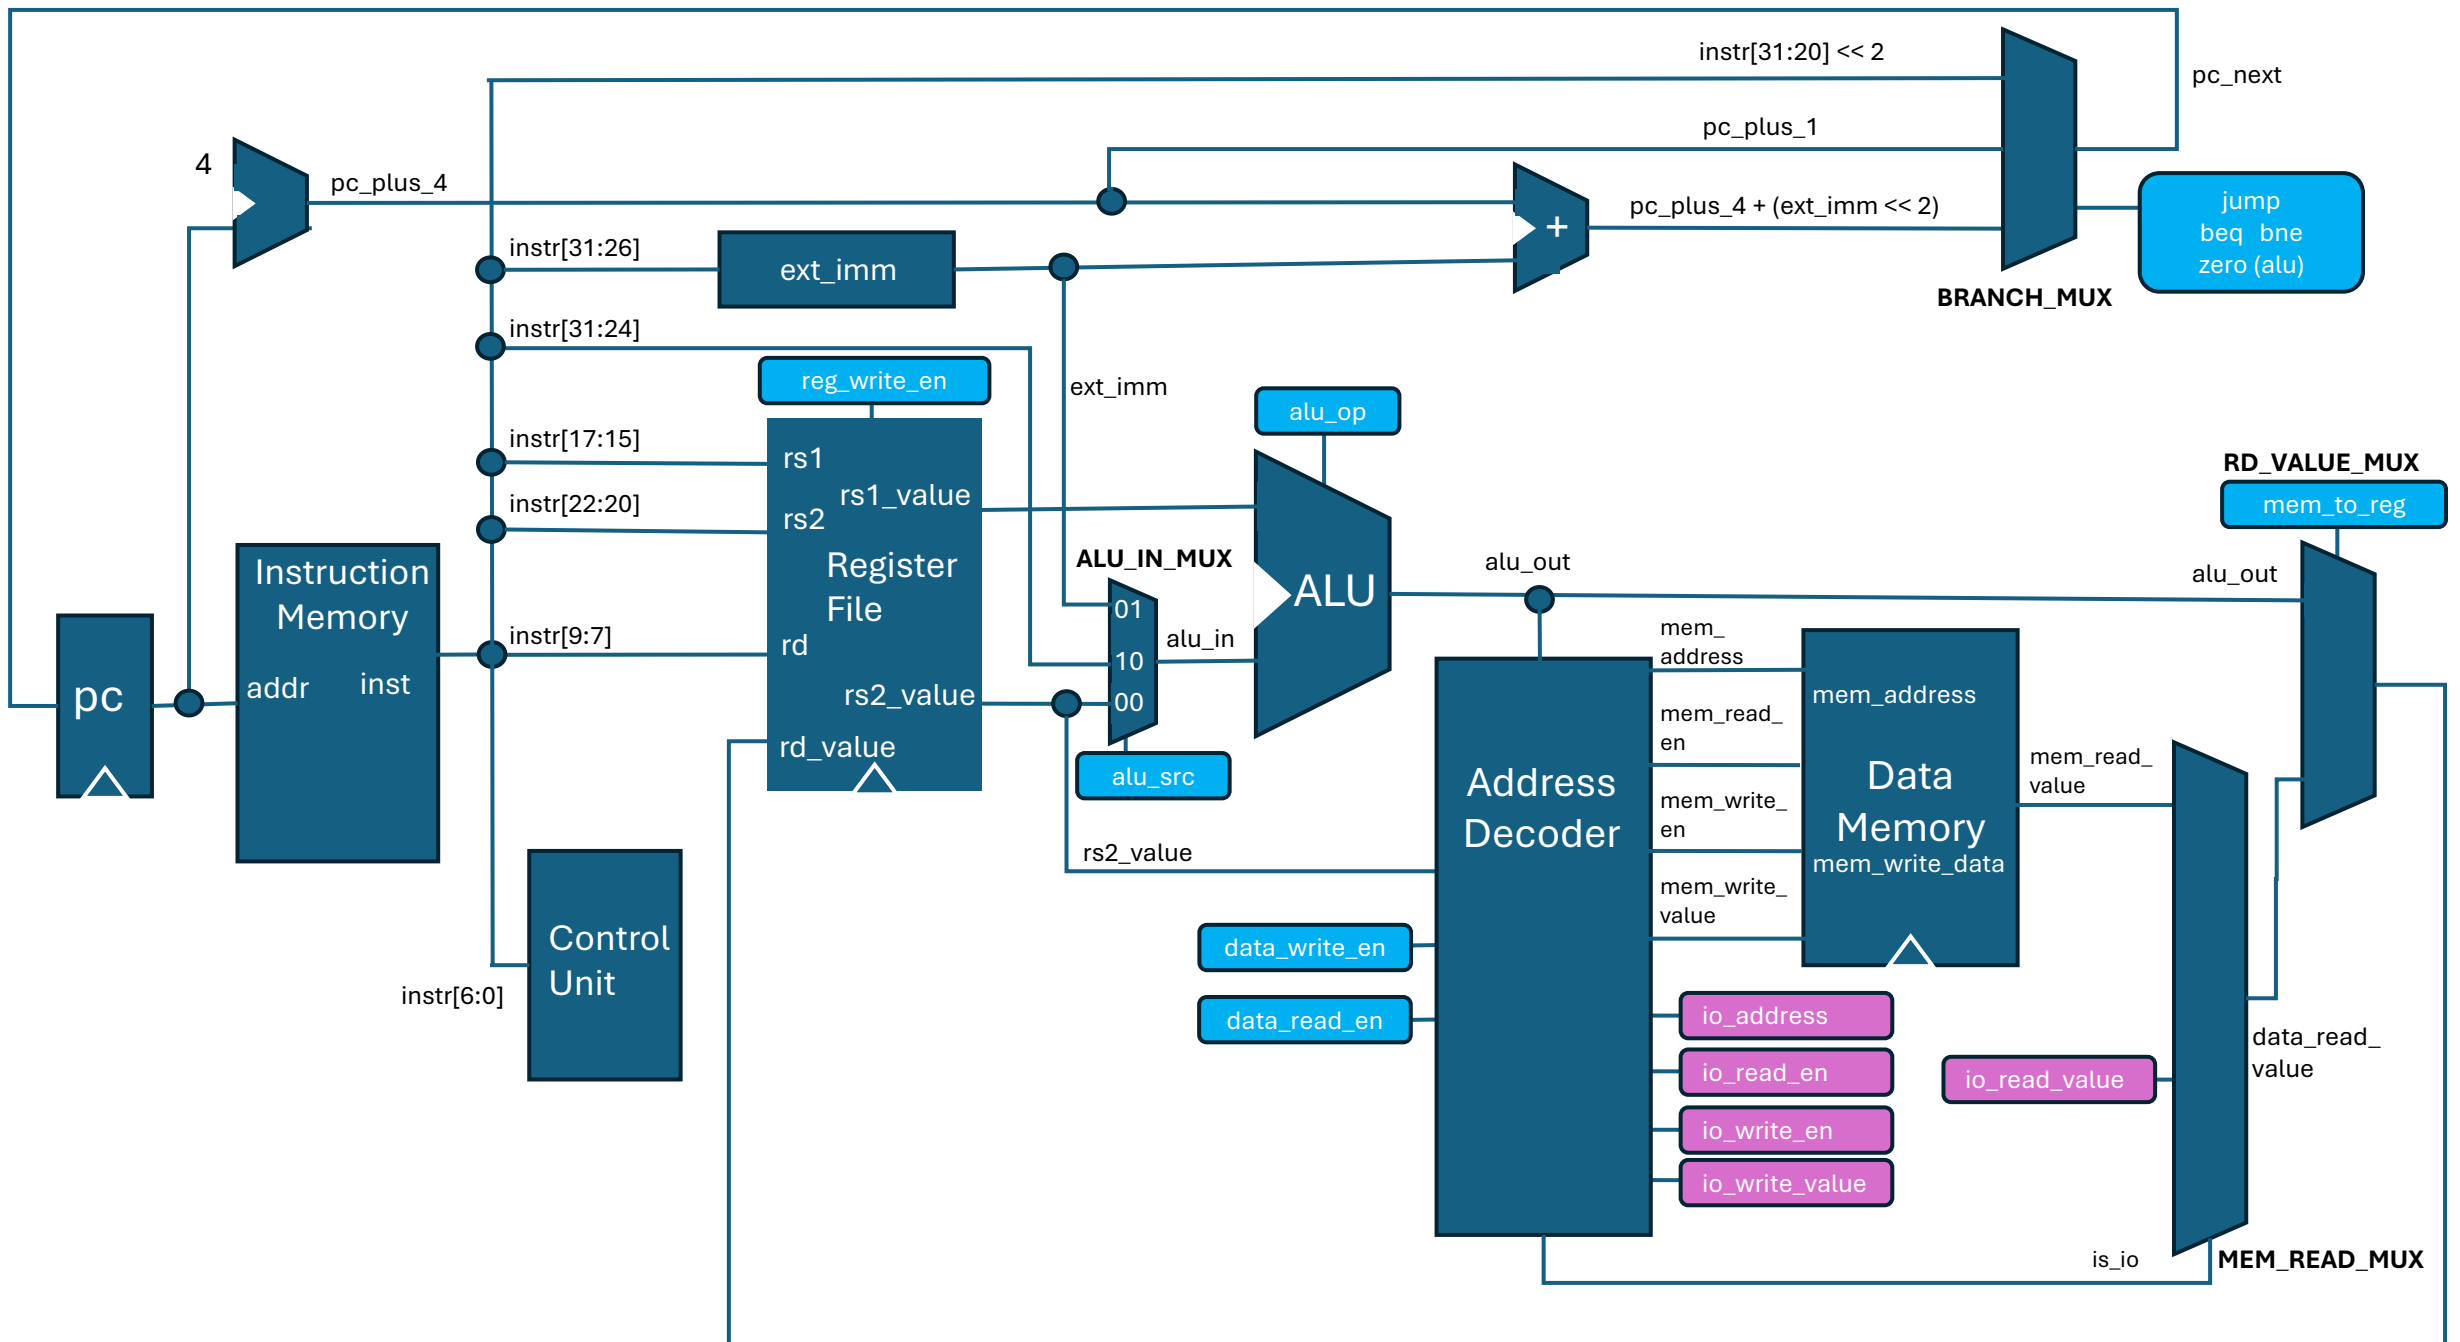 instr[31:20] << 2
pc_next
pc_plus_1
4
pc_plus_4
pc_plus_4 + (ext_imm << 2)
+
jump
beq bne
zero (alu)
BRANCH_MUX
instr[31:26]
ext_imm
instr[31:24]
reg_write_en
ext_imm
alu_op
instr[17:15]
rs1
rs1_value
instr[22:20]
rs2
Register
File
instr[9:7]
rd
rs2_value
rd_value
Instruction
Memory
addr
inst
pc
Control
Unit
instr[6:0]
ALU_IN_MUX
01
10
00
alu_in
alu_src
ALU
alu_out
alu_out
RD_VALUE_MUX
mem_to_reg
rs2_value
Address
Decoder
data_write_en
data_read_en
mem_
address
mem_read_
en
mem_write_
en
mem_write_
value
mem_address
Data
Memory
mem_write_data
mem_read_
value
io_address
io_read_en
io_write_en
io_write_value
io_read_value
data_read_
value
is_io
MEM_READ_MUX